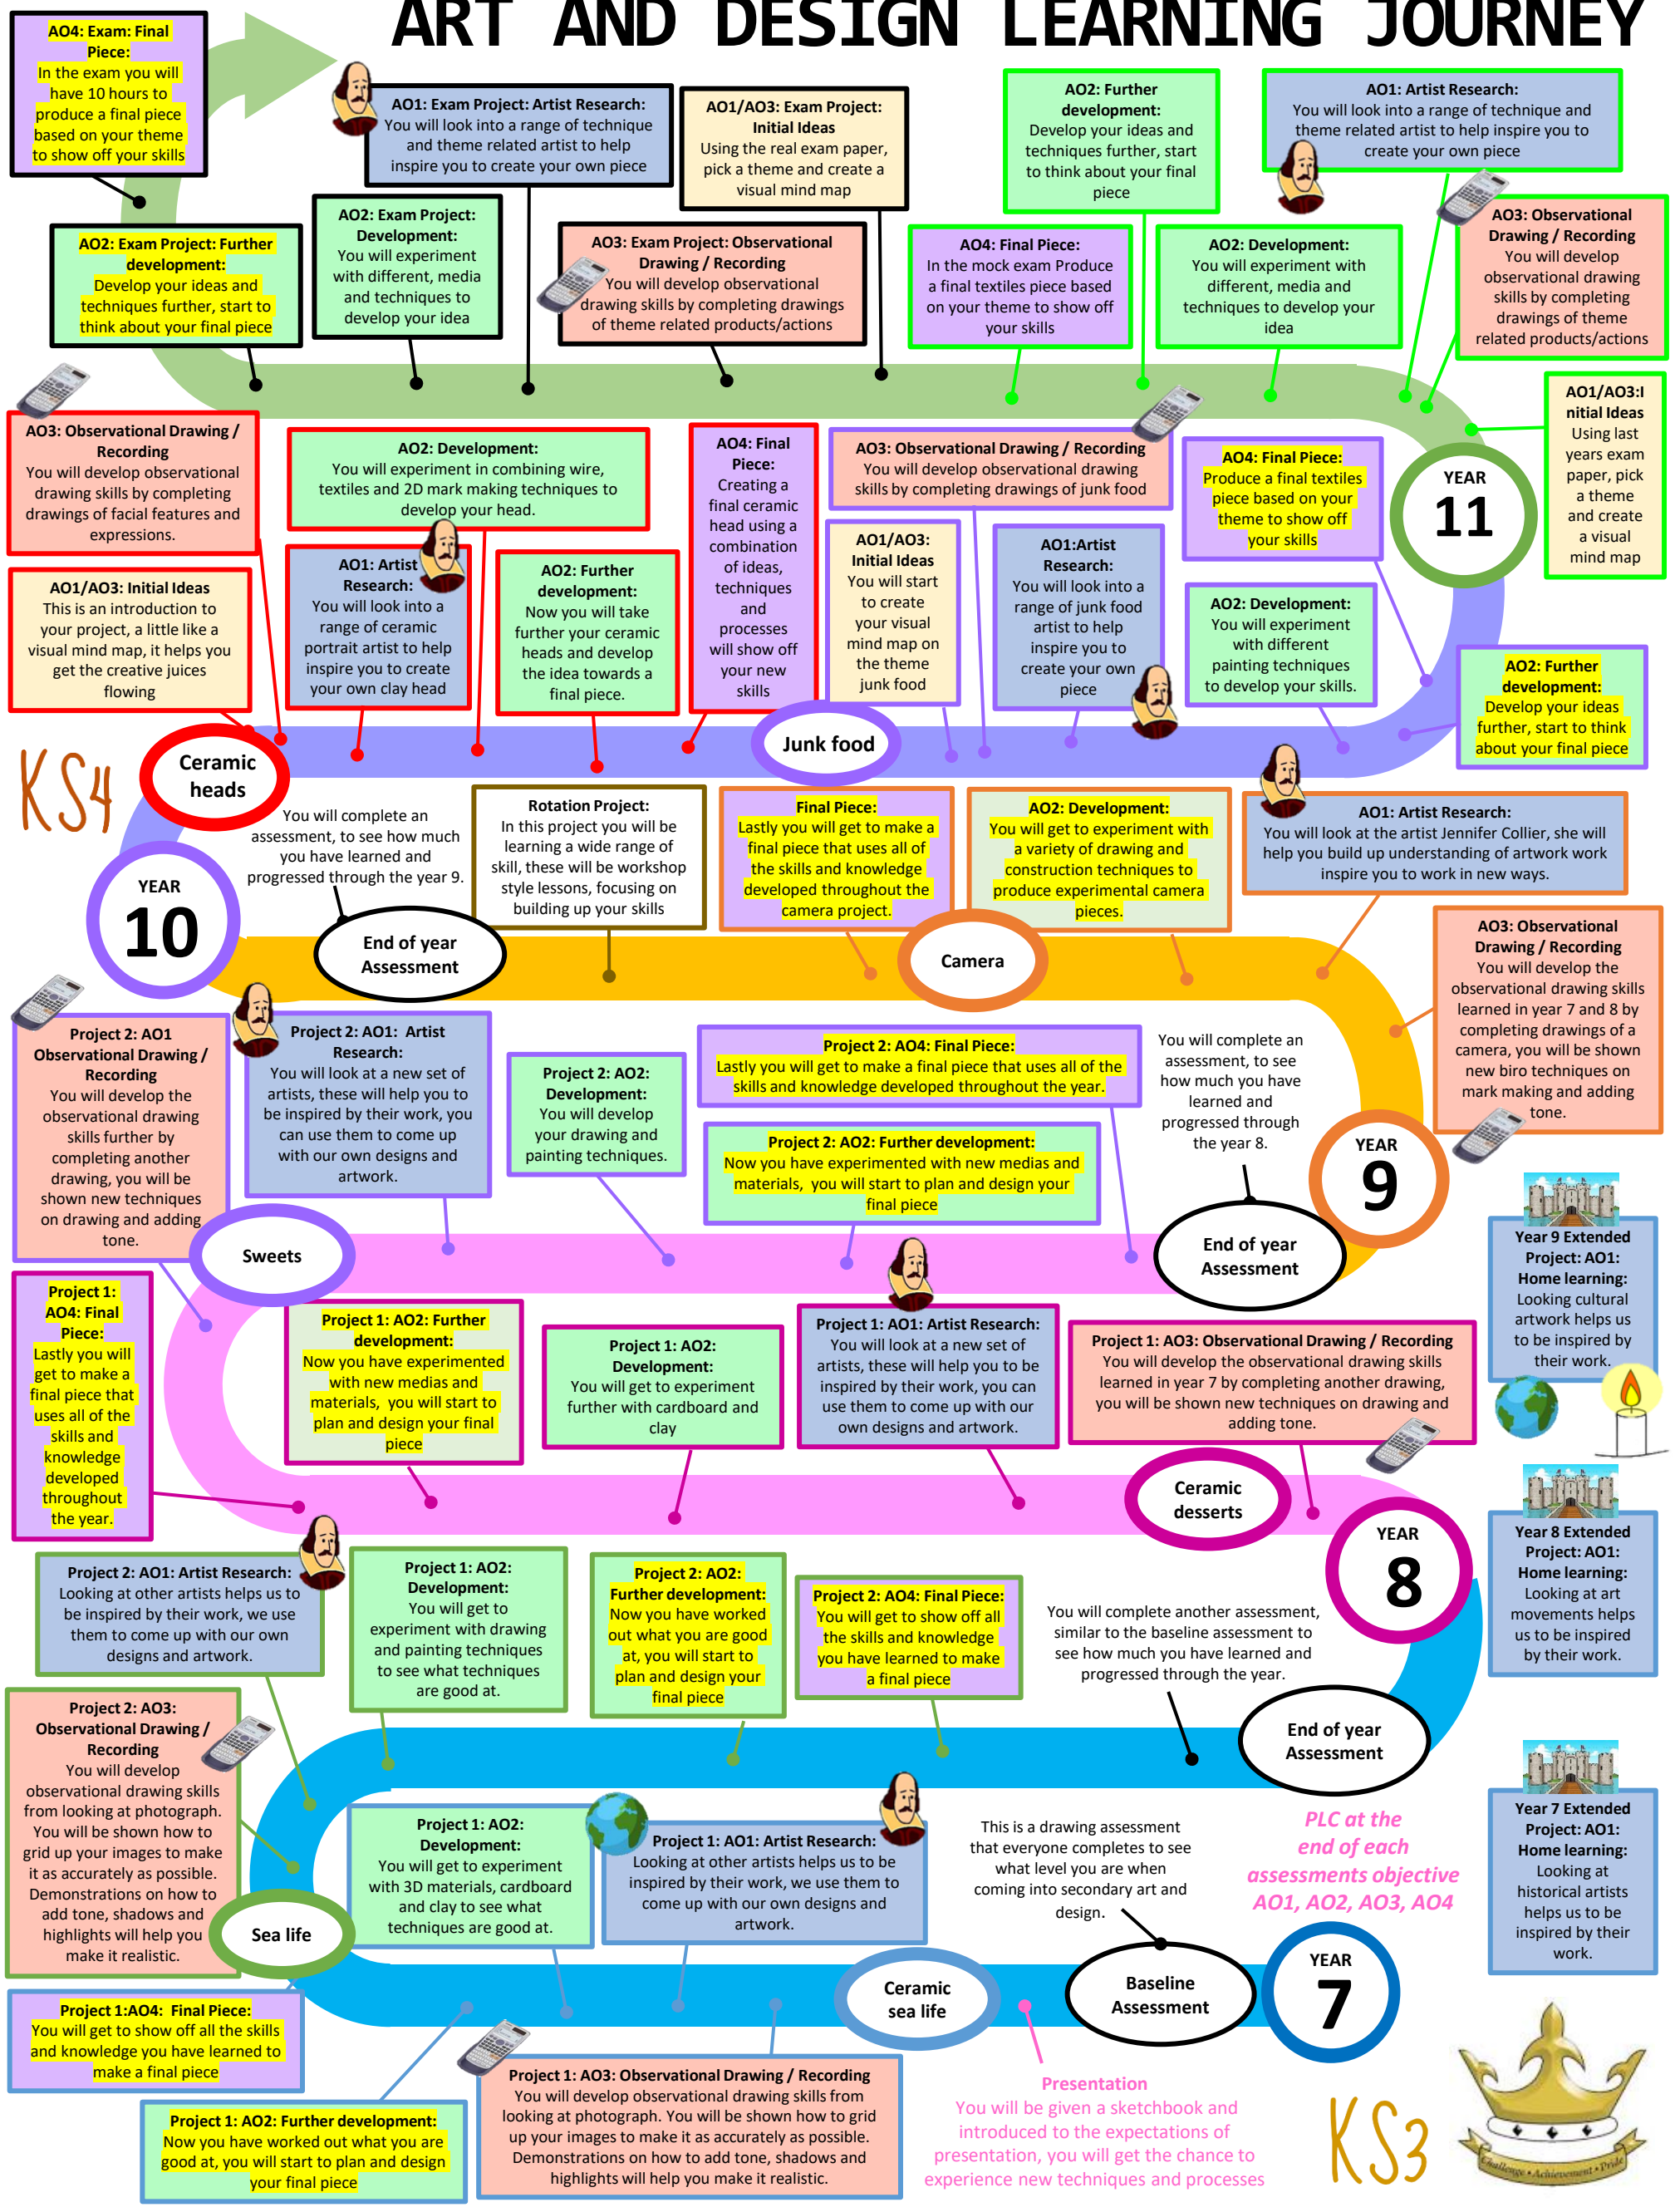 ART AND DESIGN LEARNING JOURNEY
AO4: Exam: Final
Piece:
In the exam you will
have 10 hours to
produce a final piece
based on your theme
to show off your skills
AO1: Exam Project: Artist Research:
You will look into a range of technique
and theme related artist to help
inspire you to create your own piece
AO1/AO3: Exam Project:
Initial Ideas
Using the real exam paper,
pick a theme and create a
visual mind map
AO2: Further
development:
Develop your ideas and
techniques further, start
to think about your final
piece
AO1: Artist Research:
You will look into a range of technique and
theme related artist to help inspire you to
create your own piece
AO2: Exam Project: Further
development:
Develop your ideas and
techniques further, start to
think about your final piece
AO2: Exam Project:
Development:
You will experiment
with different, media
and techniques to
develop your idea
AO3: Exam Project: Observational
Drawing / Recording
You will develop observational
drawing skills by completing drawings
of theme related products/actions
AO4: Final Piece:
In the mock exam Produce
a final textiles piece based
on your theme to show off
your skills
AO2: Development:
You will experiment with
different, media and
techniques to develop your
idea
AO3: Observational
Drawing / Recording
You will develop
observational drawing
skills by completing
drawings of theme
related products/actions
AO3: Observational Drawing /
Recording
You will develop observational
drawing skills by completing
drawings of facial features and
expressions.
AO2: Development:
You will experiment in combining wire,
textiles and 2D mark making techniques to
develop your head.
AO4: Final
Piece:
Creating a
final ceramic
head using a
combination
of ideas,
techniques
and
processes
will show off
your new
skills
AO3: Observational Drawing / Recording
You will develop observational drawing
skills by completing drawings of junk food
AO4: Final Piece:
Produce a final textiles
piece based on your
theme to show off
your skills
YEAR
11
AO1/AO3:I
nitial Ideas
Using last
years exam
paper, pick
a theme
and create
a visual
mind map
AO1/AO3: Initial Ideas
This is an introduction to
your project, a little like a
visual mind map, it helps you
get the creative juices
flowing
AO1: Artist
Research:
You will look into a
range of ceramic
portrait artist to help
inspire you to create
your own clay head
AO2: Further
development:
Now you will take
further your ceramic
heads and develop
the idea towards a
final piece.
AO1/AO3:
Initial Ideas
You will start
to create
your visual
mind map on
the theme
junk food
AO1:Artist
Research:
You will look into a
range of junk food
artist to help
inspire you to
create your own
piece
AO2: Development:
You will experiment
with different
painting techniques
to develop your skills.
AO2: Further
development:
Develop your ideas
further, start to think
about your final piece
KS4
Ceramic
heads
Junk food
YEAR
10
You will complete an
assessment, to see how much
you have learned and
progressed through the year 9.
End of year
Assessment
Rotation Project:
In this project you will be
learning a wide range of
skill, these will be workshop
style lessons, focusing on
building up your skills
Final Piece:
Lastly you will get to make a
final piece that uses all of
the skills and knowledge
developed throughout the
camera project.
Camera
AO2: Development:
You will get to experiment with
a variety of drawing and
construction techniques to
produce experimental camera
pieces.
AO1: Artist Research:
You will look at the artist Jennifer Collier, she will
help you build up understanding of artwork work
inspire you to work in new ways.
AO3: Observational
Drawing / Recording
You will develop the
observational drawing skills
learned in year 7 and 8 by
completing drawings of a
camera, you will be shown
new biro techniques on
mark making and adding
tone.
Project 2: AO1
Observational Drawing /
Recording
You will develop the
observational drawing
skills further by
completing another
drawing, you will be
shown new techniques
on drawing and adding
tone.
Project 2: AO1: Artist
Research:
You will look at a new set of
artists, these will help you to
be inspired by their work, you
can use them to come up
with our own designs and
artwork.
Project 2: AO2:
Development:
You will develop
your drawing and
painting techniques.
Project 2: AO4: Final Piece:
Lastly you will get to make a final piece that uses all of the
skills and knowledge developed throughout the year.
Project 2: AO2: Further development:
Now you have experimented with new medias and
materials, you will start to plan and design your
final piece
You will complete an
assessment, to see
how much you have
learned and
progressed through
the year 8.
YEAR
9
Sweets
End of year
Assessment
Year 9 Extended
Project: AO1:
Home learning:
Looking cultural
artwork helps us
to be inspired by
their work.
Project 1:
AO4: Final
Piece:
Lastly you will
get to make a
final piece that
uses all of the
skills and
knowledge
developed
throughout
the year.
Project 1: AO2: Further
development:
Now you have experimented
with new medias and
materials, you will start to
plan and design your final
piece
Project 1: AO2:
Development:
You will get to experiment
further with cardboard and
clay
Project 1: AO1: Artist Research:
You will look at a new set of
artists, these will help you to be
inspired by their work, you can
use them to come up with our
own designs and artwork.
Project 1: AO3: Observational Drawing / Recording
You will develop the observational drawing skills
learned in year 7 by completing another drawing,
you will be shown new techniques on drawing and
adding tone.
Ceramic
desserts
YEAR
8
Year 8 Extended
Project: AO1:
Home learning:
Looking at art
movements helps
us to be inspired
by their work.
Project 2: AO1: Artist Research:
Looking at other artists helps us to
be inspired by their work, we use
them to come up with our own
designs and artwork.
Project 1: AO2:
Development:
You will get to
experiment with drawing
and painting techniques
to see what techniques
are good at.
Project 2: AO2:
Further development:
Now you have worked
out what you are good
at, you will start to
plan and design your
final piece
Project 2: AO4: Final Piece:
You will get to show off all
the skills and knowledge
you have learned to make
a final piece
You will complete another assessment,
similar to the baseline assessment to
see how much you have learned and
progressed through the year.
End of year
Assessment
Project 2: AO3:
Observational Drawing /
Recording
You will develop
observational drawing skills
from looking at photograph.
You will be shown how to
grid up your images to make
it as accurately as possible.
Demonstrations on how to
add tone, shadows and
highlights will help you
make it realistic.
Sea life
Project 1: AO2:
Development:
You will get to experiment
with 3D materials, cardboard
and clay to see what
techniques are good at.
Project 1: AO1: Artist Research:
Looking at other artists helps us to be
inspired by their work, we use them to
come up with our own designs and
artwork.
This is a drawing assessment
that everyone completes to see
what level you are when
coming into secondary art and
design.
PLC at the
end of each
assessments objective
AO1, AO2, AO3, AO4
Year 7 Extended
Project: AO1:
Home learning:
Looking at
historical artists
helps us to be
inspired by their
work.
Ceramic
sea life
Baseline
Assessment
YEAR
7
Project 1:AO4: Final Piece:
You will get to show off all the skills
and knowledge you have learned to
make a final piece
Project 1: AO2: Further development:
Now you have worked out what you are
good at, you will start to plan and design
your final piece
Project 1: AO3: Observational Drawing / Recording
You will develop observational drawing skills from
looking at photograph. You will be shown how to grid
up your images to make it as accurately as possible.
Demonstrations on how to add tone, shadows and
highlights will help you make it realistic.
Presentation
You will be given a sketchbook and
introduced to the expectations of
presentation, you will get the chance to
experience new techniques and processes
KS3
Challenge • Achievement • Pride